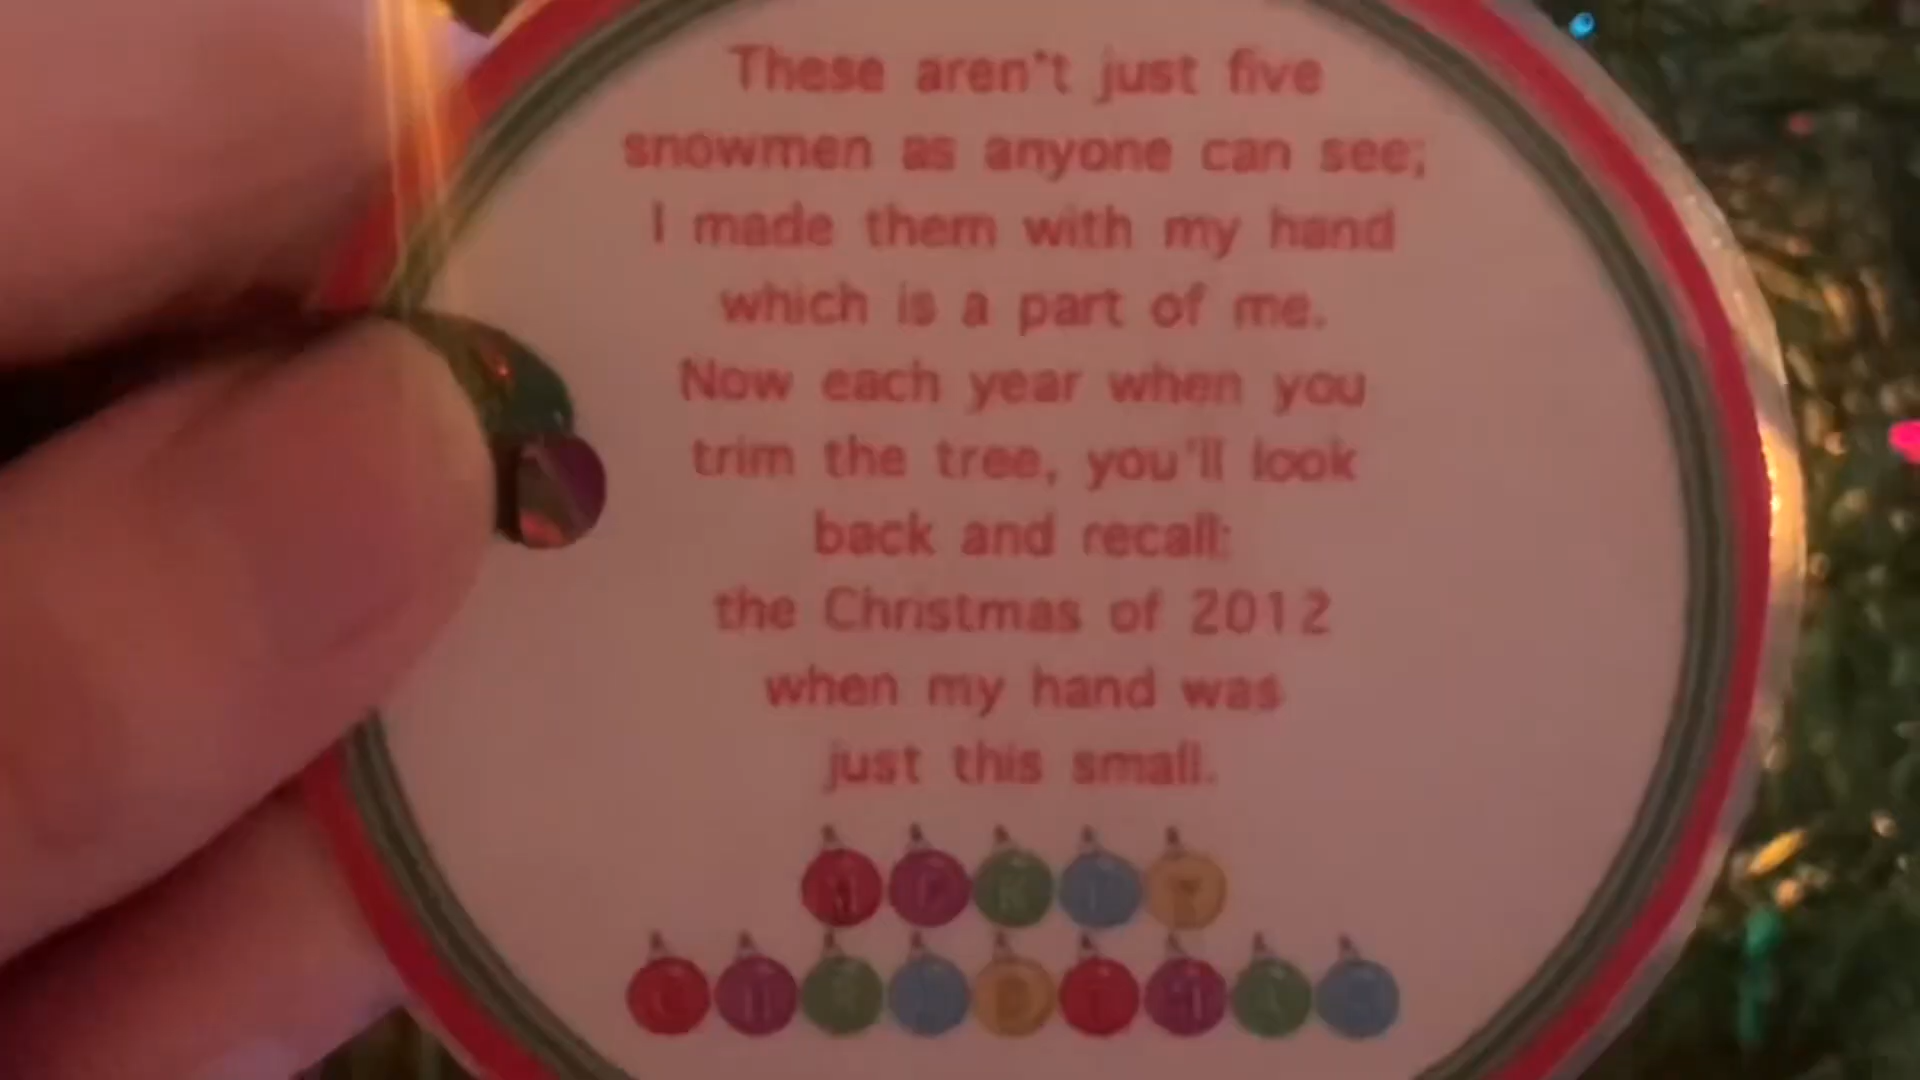 These aren't just five
snowmen as anyone can see;
I made them with my hand
which is a part of me.
Now each year when you
trim the tree, you'll look
back and recall:
the Christmas of 2012
when my hand was
just this small.
MERRY
CHRISTMAS